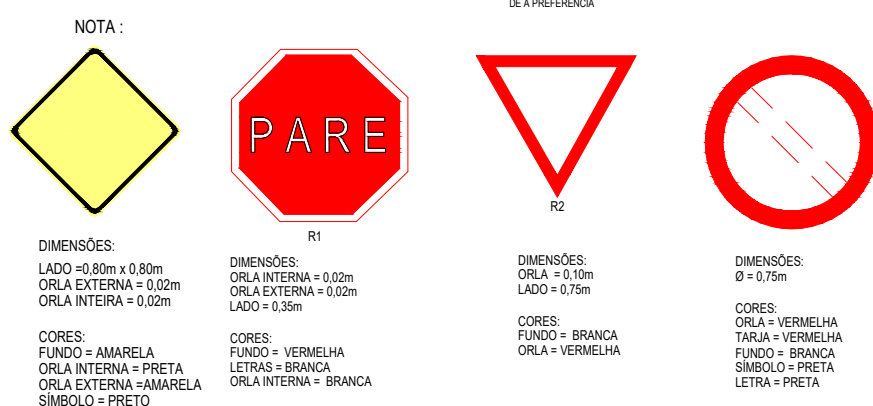 DÊ A PREFERÊNCIA
NOTA :
PARE
R1
R2
DIMENSÕES:
LADO =0,80m x 0,80m
ORLA EXTERNA = 0,02m
ORLA INTEIRA = 0,02m
CORES:
FUNDO = AMARELA
ORLA INTERNA = PRETA
ORLA EXTERNA =AMARELA
SÍMBOLO = PRETO
DIMENSÕES:
ORLA INTERNA = 0,02m
ORLA EXTERNA = 0,02m
LADO = 0,35m
CORES:
FUNDO =  VERMELHA
LETRAS = BRANCA
ORLA INTERNA =  BRANCA
DIMENSÕES:
ORLA  = 0,10m
LADO = 0,75m
CORES:
FUNDO =  BRANCA
ORLA = VERMELHA
DIMENSÕES:
Ø = 0,75m
CORES:
ORLA = VERMELHA
TARJA = VERMELHA
FUNDO =  BRANCA
SÍMBOLO = PRETA
LETRA = PRETA